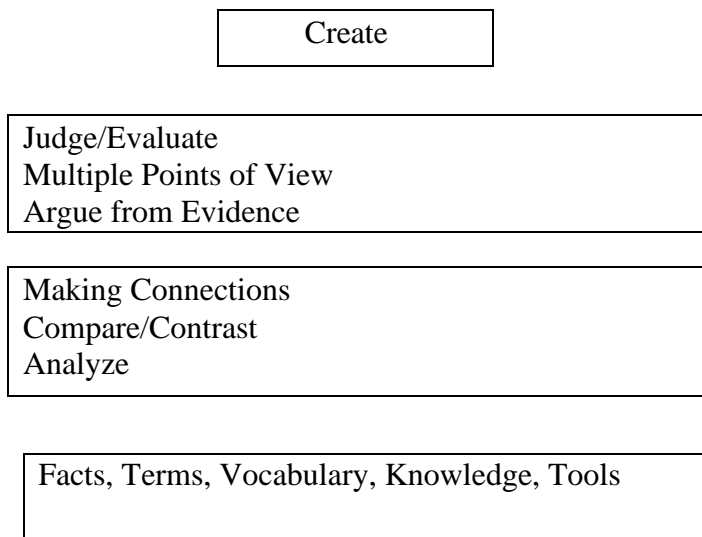 Create
Judge/Evaluate
Multiple Points of View
Argue from Evidence
Making Connections
Compare/Contrast
Analyze
Facts, Terms, Vocabulary, Knowledge, Tools